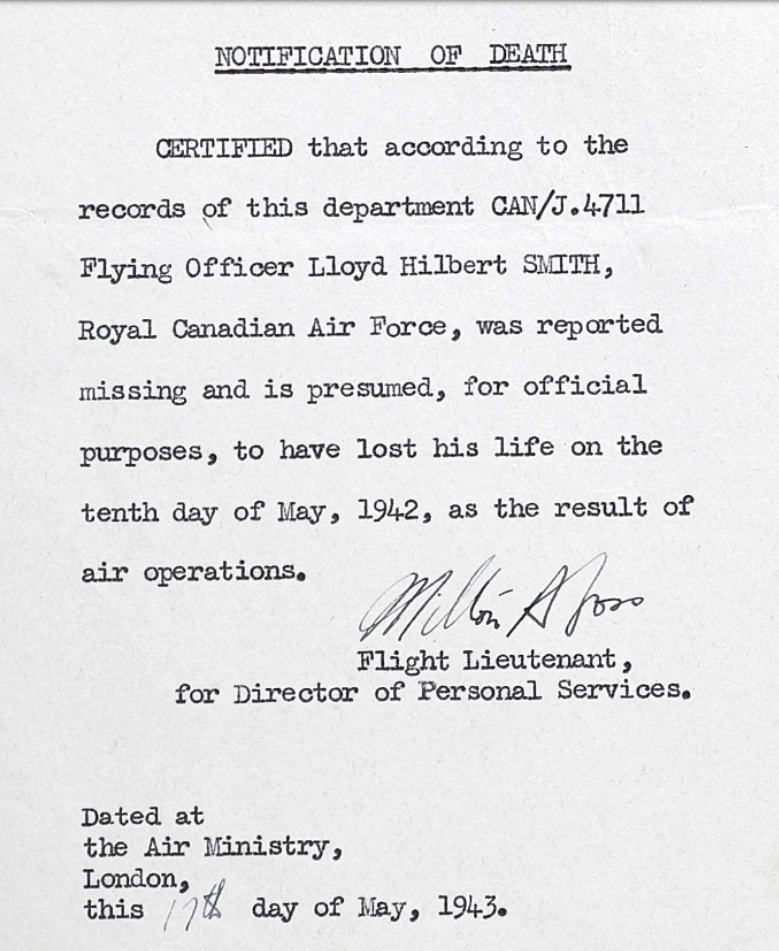 NOTIFICATION OF DEATH
CERTIFIED that according to the
records of this department CAN/J.4711
Flying Officer Lloyd Hilbert SMITH,
Royal Canadian Air Force, was reported
missing and is presumed, for official
purposes, to have lost his life on the
tenth day of May, 1942, as the result of
air operations.
Milton A
Flight Lieutenant,
for Director of Personal Services.
Dated at
the Air Ministry,
London,
this 17th day of May, 1943.